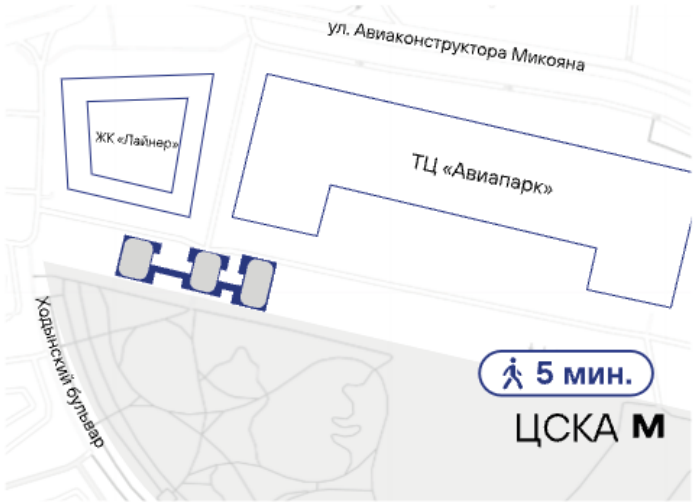 ул. Авиаконструктора Микояна
ЖК «Лайнер»
ТЦ «Авиапарк»
Ходынский бульвар
5 мин.
ЦСКА М